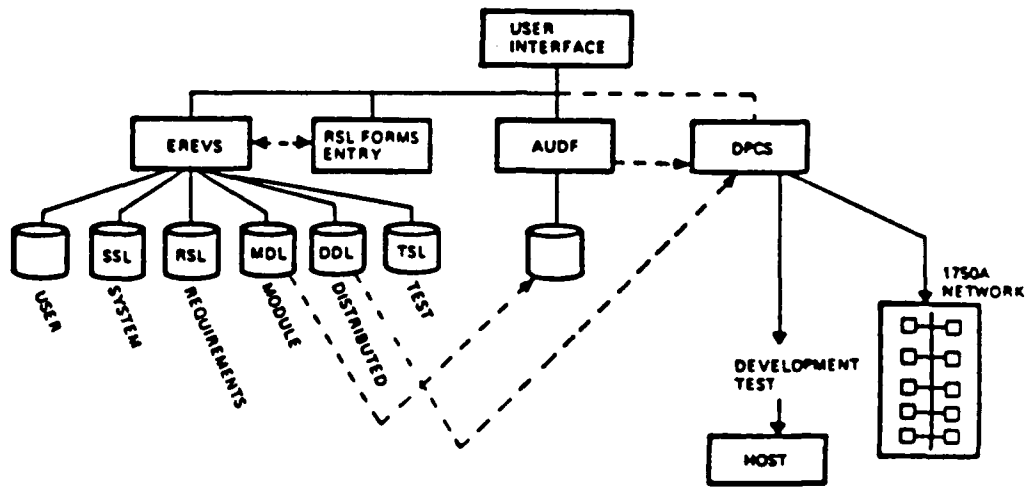 USER
INTERFACE
EREVS
RSL FORMS
ENTRY
AUDF
DPCS
SSL
RSL
MDL
DDL
TSL
USER
SYSTEM
REQUIREMENTS
MODULE
DISTRIBUTED
TEST
1750A
NETWORK
DEVELOPMENT
TEST
HOST